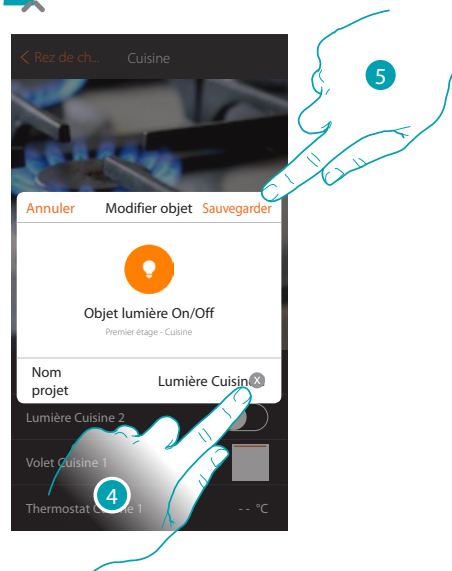 Rez de ch... Cuisine
Annuler Modifier objet Sauvegarder
5
Objet lumière On/Off
Premier étage - Cuisine
Nom
projet
Lumière Cuisin
Lumière Cuisine 2
Volet Cuisine 1
4
Thermostat Cuisine 1 -- °C